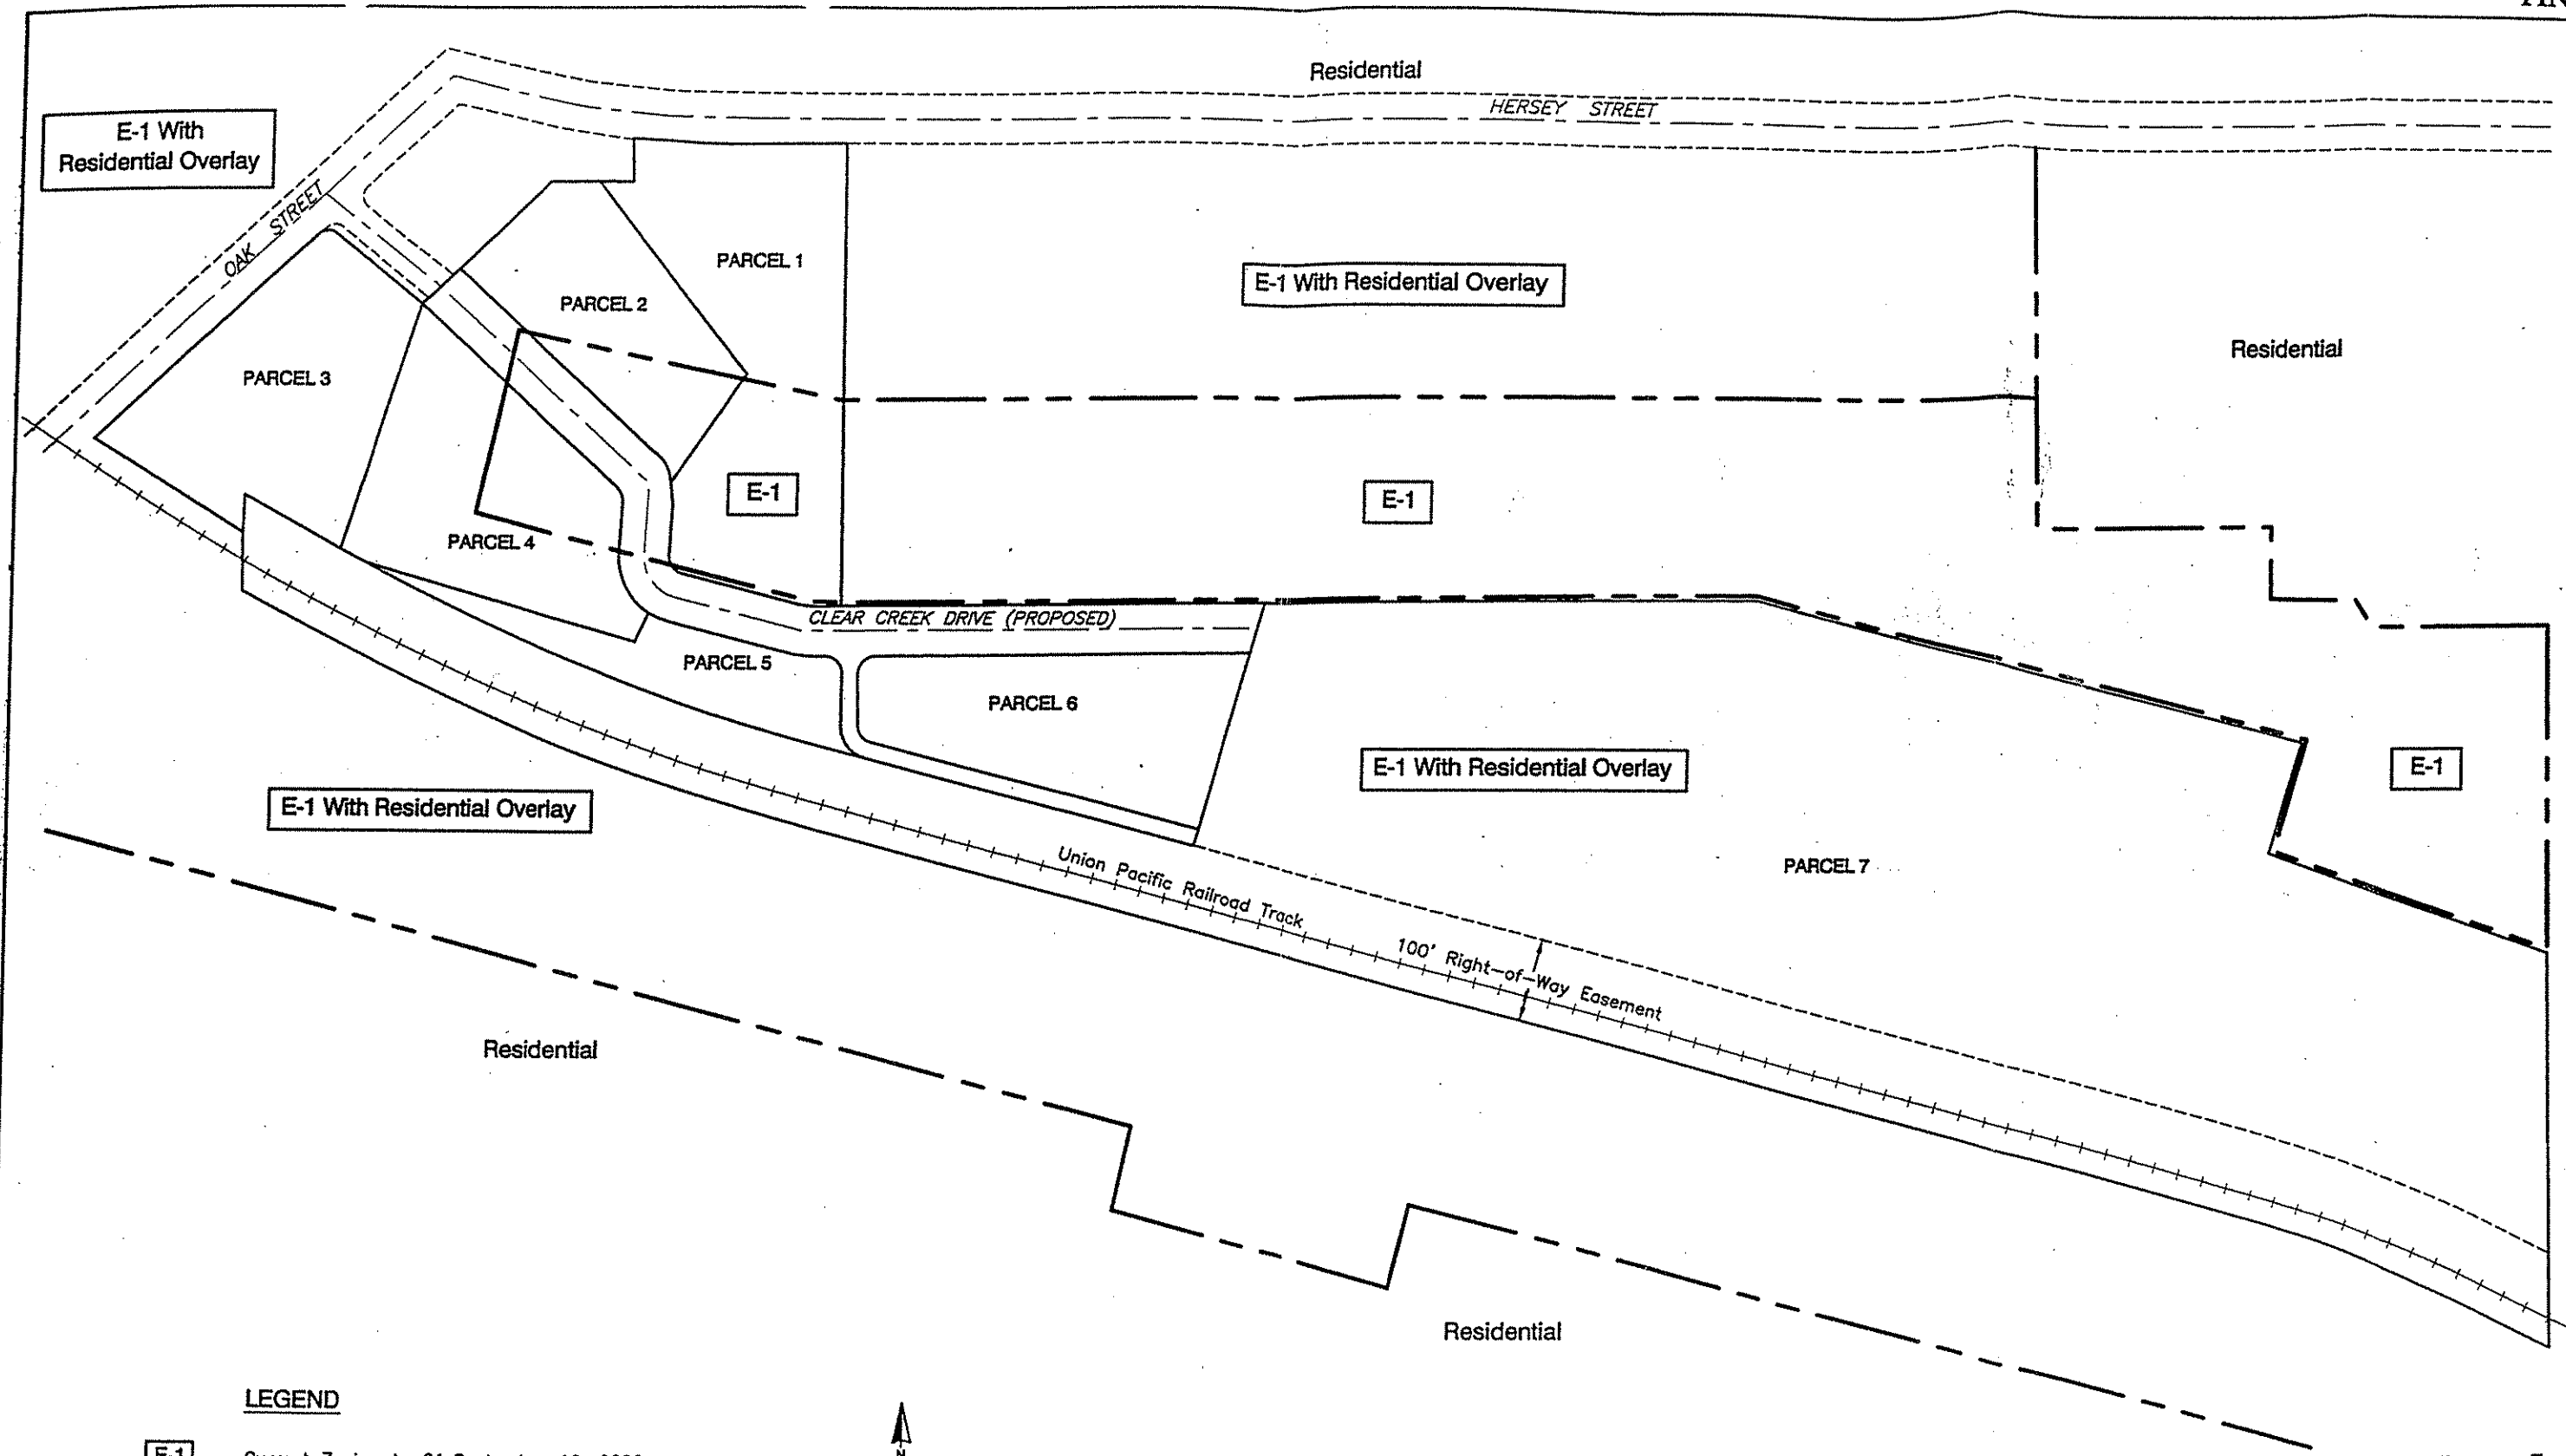 Residential
HERSEY STREET
E-1 With
Residential Overlay
OAK STREET
PARCEL 1
PARCEL 2
E-1 With Residential Overlay
Residential
PARCEL 3
E-1
E-1
PARCEL 4
CLEAR CREEK DRIVE (PROPOSED)
PARCEL 5
PARCEL 6
E-1 With Residential Overlay
E-1
E-1 With Residential Overlay
PARCEL 7
Union Pacific Railroad Track
100' Right-of-Way Easement
Residential
Residential
LEGEND
E-1
N